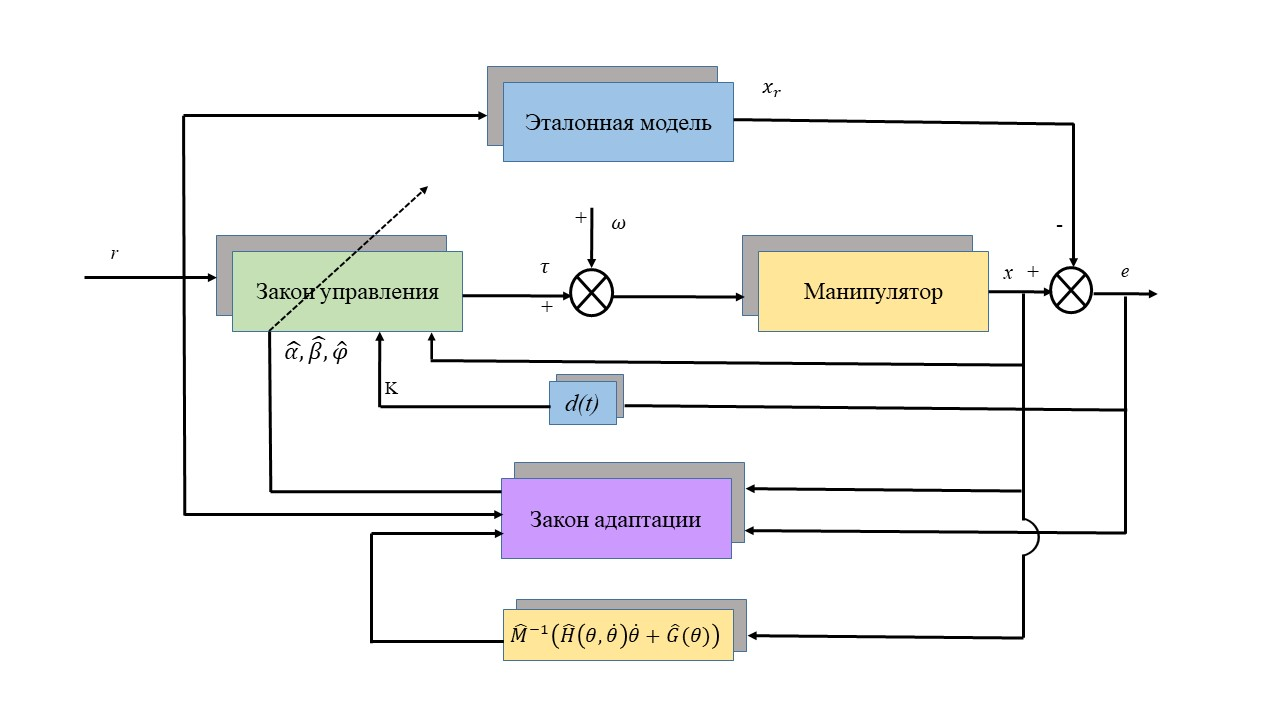 Эталонная модель
x_r
r
Закон управления
τ
+
+
ω
Манипулятор
x
+
-
e
α̂, β̂, φ̂
K
d(t)
Закон адаптации
M̂⁻¹(Ĥ(θ, θ̇)θ̇ + Ĝ(θ))